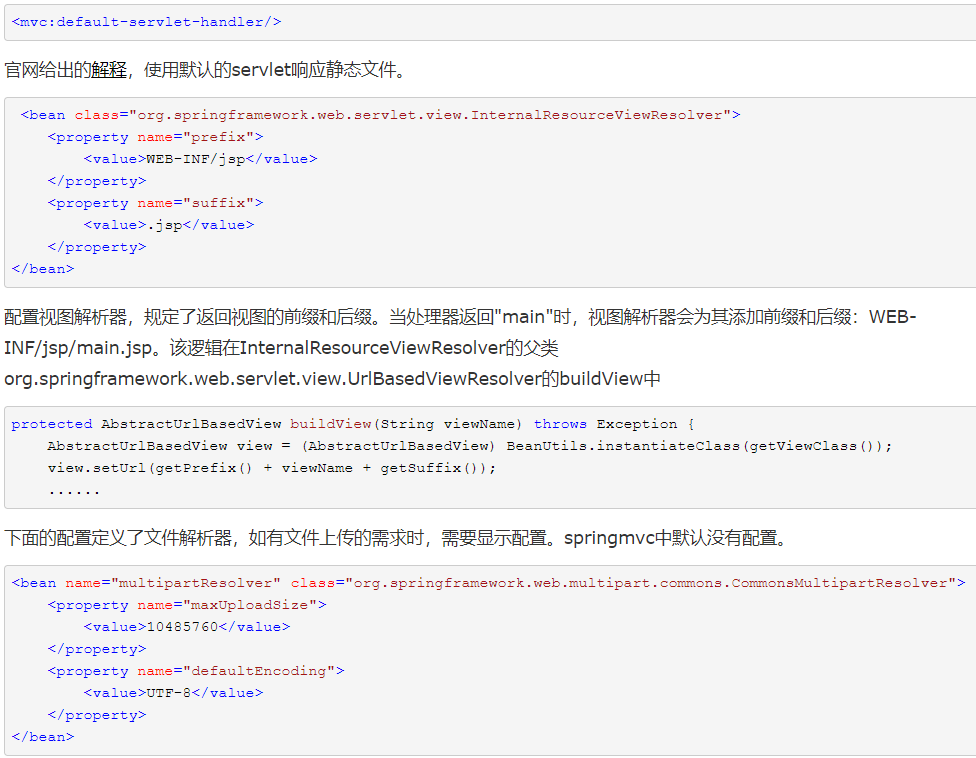 <mvc:default-servlet-handler/>
官网给出的解释，使用默认的servlet响应静态文件。
<bean class="org.springframework.web.servlet.view.InternalResourceViewResolver">
<property name="prefix">
<value>WEB-INF/jsp</value>
</property>
<property name="suffix">
<value>.jsp</value>
</property>
</bean>
配置视图解析器，规定了返回视图的前缀和后缀。当处理器返回"main"时，视图解析器会为其添加前缀和后缀：WEB-
INF/jsp/main.jsp。该逻辑在InternalResourceViewResolver的父类
org.springframework.web.servlet.view.UrlBasedViewResolver的buildView中
protected AbstractUrlBasedView buildView(String viewName) throws Exception {
AbstractUrlBasedView view = (AbstractUrlBasedView) BeanUtils.instantiateClass(getViewClass());
view.setUrl(getPrefix() + viewName + getSuffix());
......
下面的配置定义了文件解析器，如有文件上传的需求时，需要显示配置。springmvc中默认没有配置。
<bean name="multipartResolver" class="org.springframework.web.multipart.commons.CommonsMultipartResolver">
<property name="maxUploadSize">
<value>10485760</value>
</property>
<property name="defaultEncoding">
<value>UTF-8</value>
</property>
</bean>